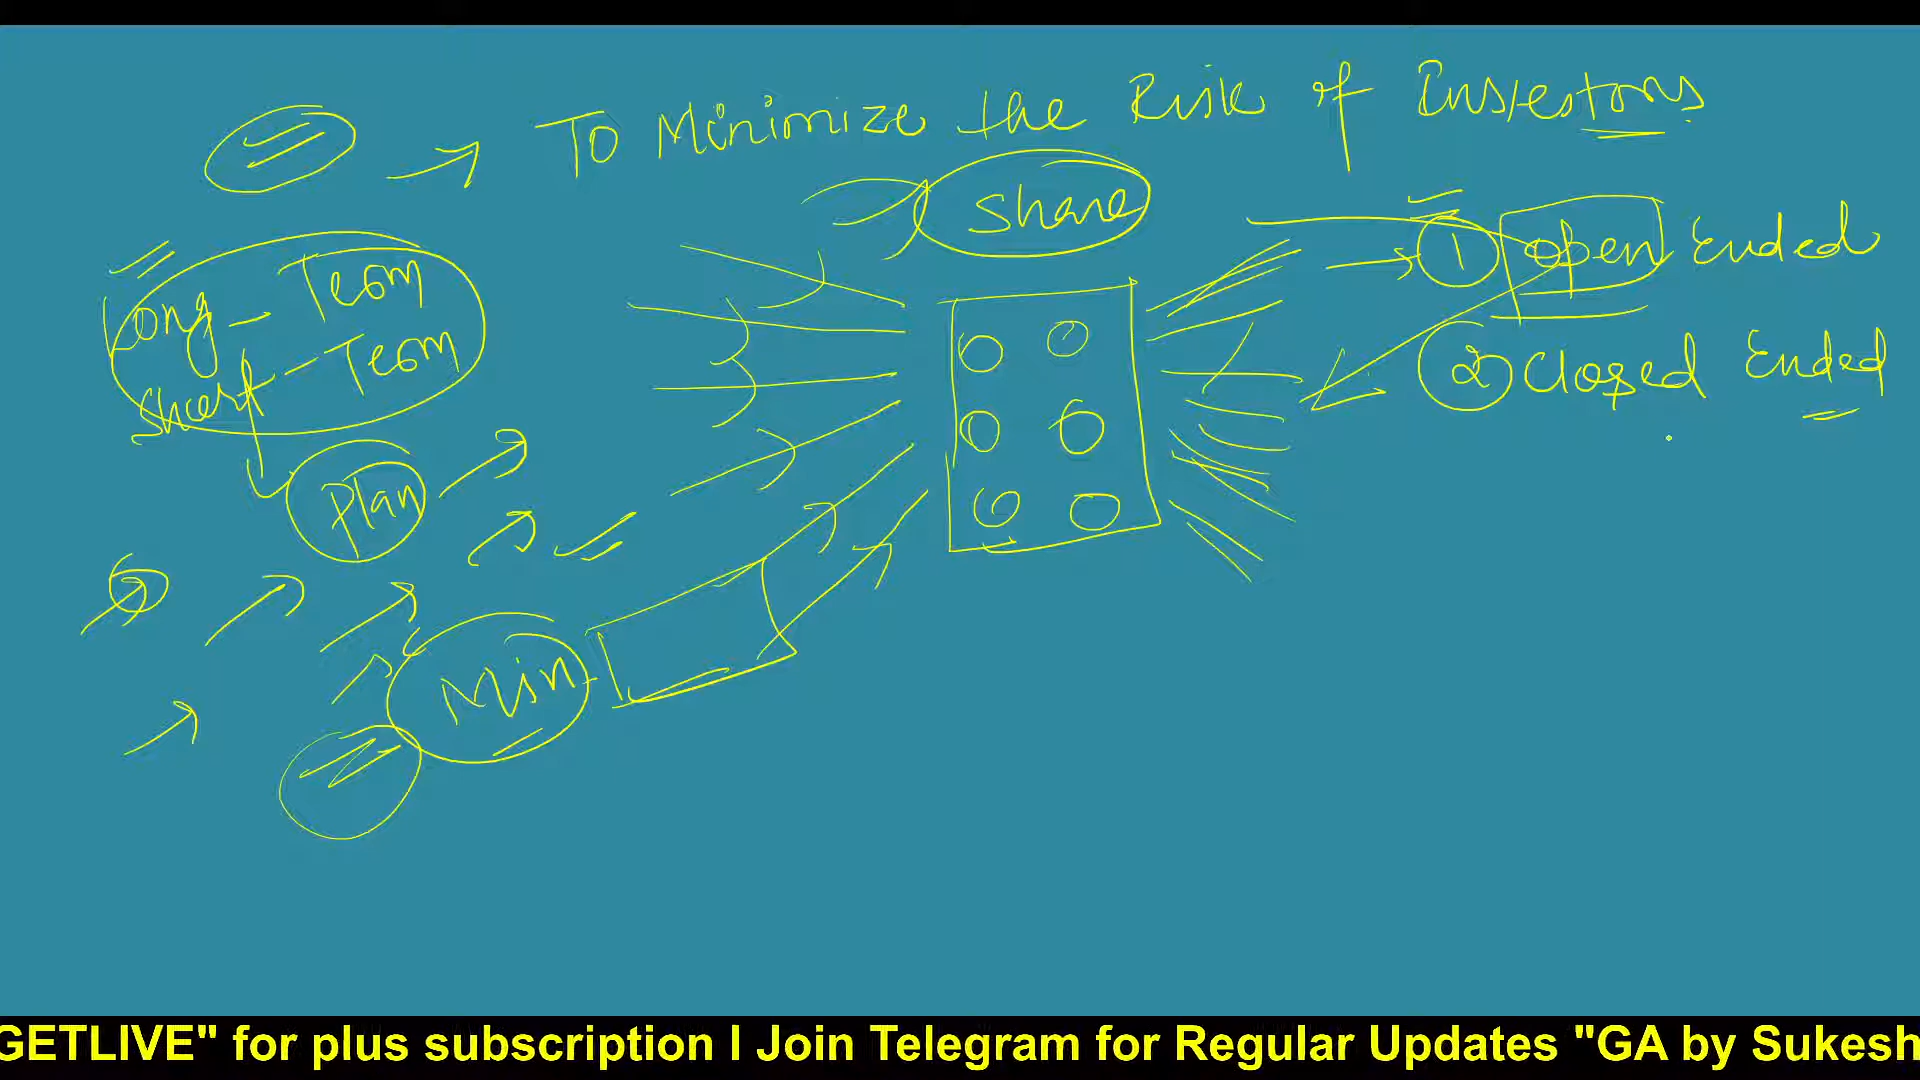 To Minimize the Risk of Investors
Share
① open Ended
② Closed Ended
Long - Term
Short - Term
Plan
Min
GETLIVE" for plus subscription I Join Telegram for Regular Updates "GA by Sukesh